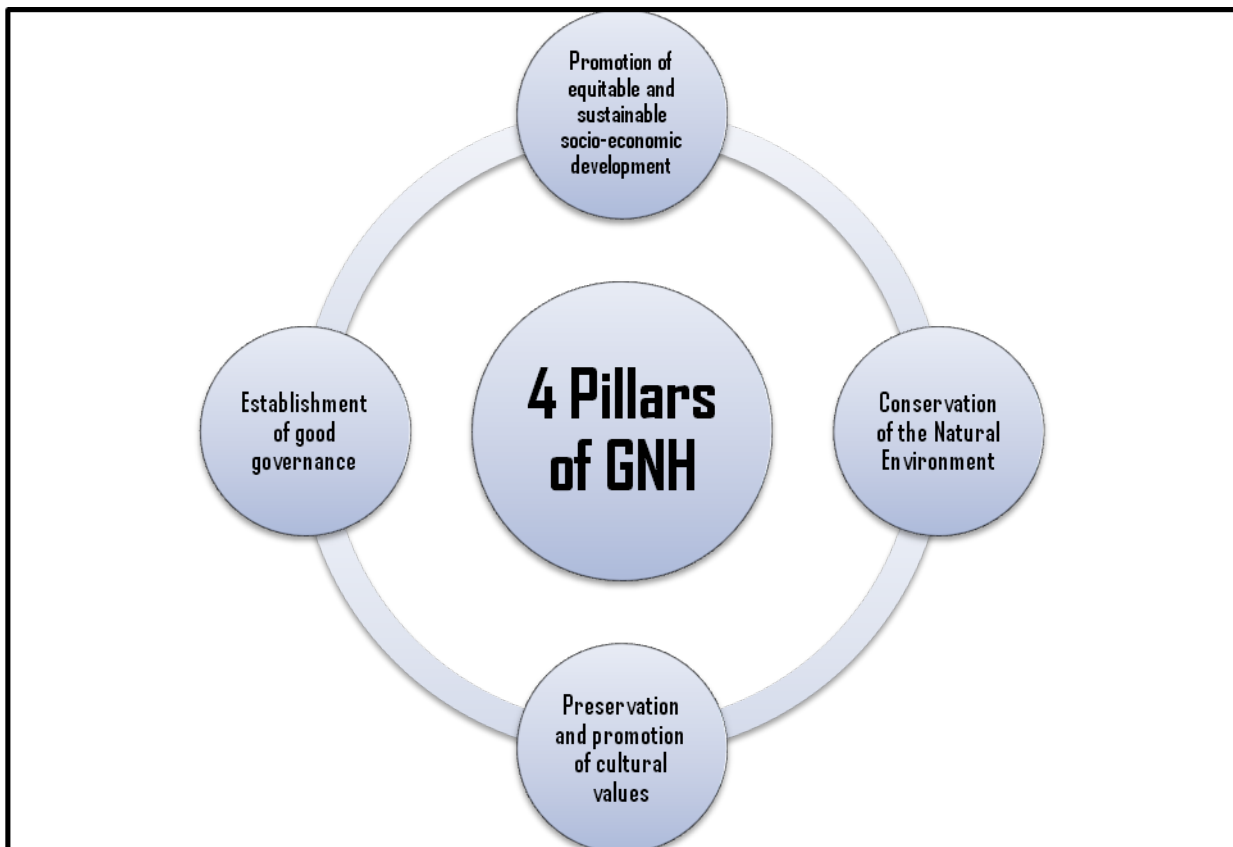 Promotion of
equitable and
sustainable
socio-economic
development
Establishment
of good
governance
4 Pillars
of GNH
Conservation
of the Natural
Environment
Preservation
and promotion
of cultural
values